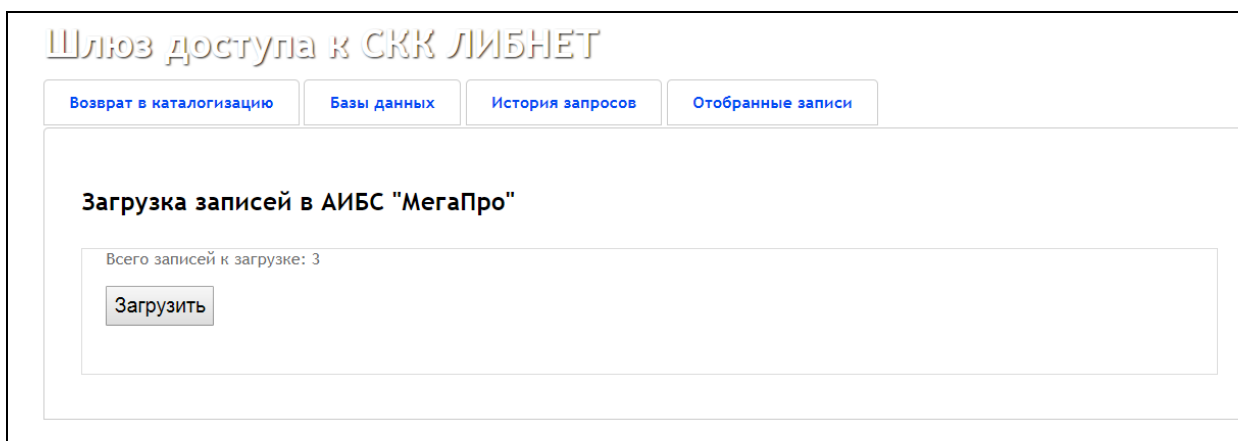 Шлюз доступа к СКК ЛИБНЕТ
Возврат в каталогизацию Базы данных История запросов Отобранные записи
Загрузка записей в АИБС "МегаПро"
Всего записей к загрузке: 3
Загрузить